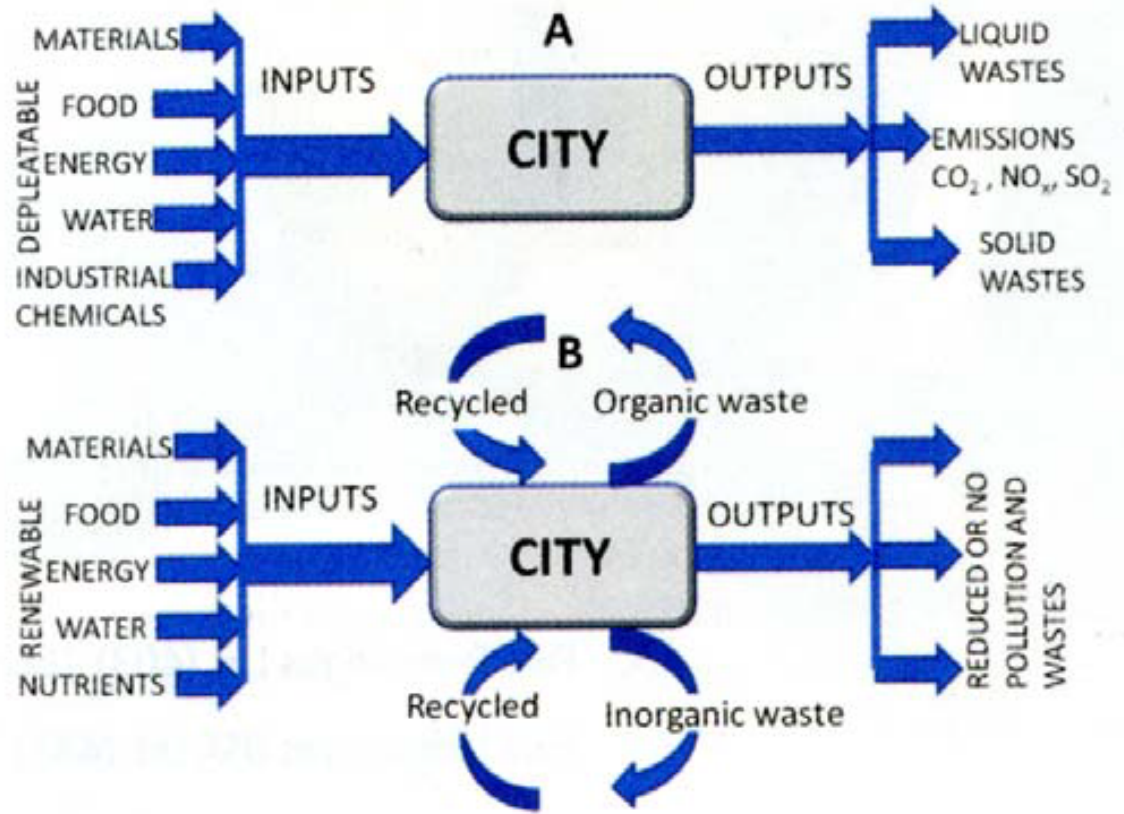 A
MATERIALS
FOOD
ENERGY
WATER
INDUSTRIAL
CHEMICALS
DEPLEATABLE
INPUTS
CITY
OUTPUTS
LIQUID
WASTES
EMISSIONS
CO₂ , NOₓ, SO₂
SOLID
WASTES
B
Recycled
Organic waste
MATERIALS
FOOD
ENERGY
WATER
NUTRIENTS
RENEWABLE
INPUTS
CITY
OUTPUTS
REDUCED OR NO
POLLUTION AND
WASTES
Recycled
Inorganic waste